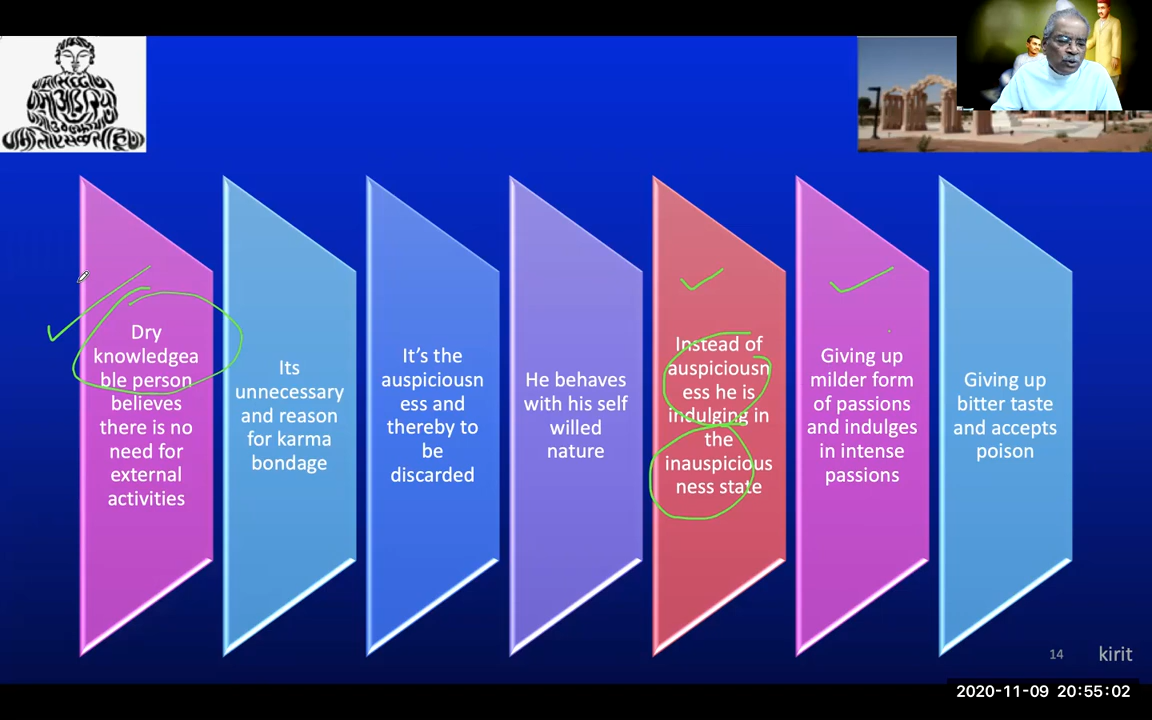 Dry
knowledgea
ble person
believes
there is no
need for
external
activities
Its
unnecessary
and reason
for karma
bondage
It's the
auspiciousn
ess and
thereby to
be
discarded
He behaves
with his self
willed
nature
Instead of
auspiciousn
ess he is
indulging in
the
inauspicious
ness state
Giving up
milder form
of passions
and indulges
in intense
passions
Giving up
bitter taste
and accepts
poison
14
kirit
2020-11-09 20:55:02